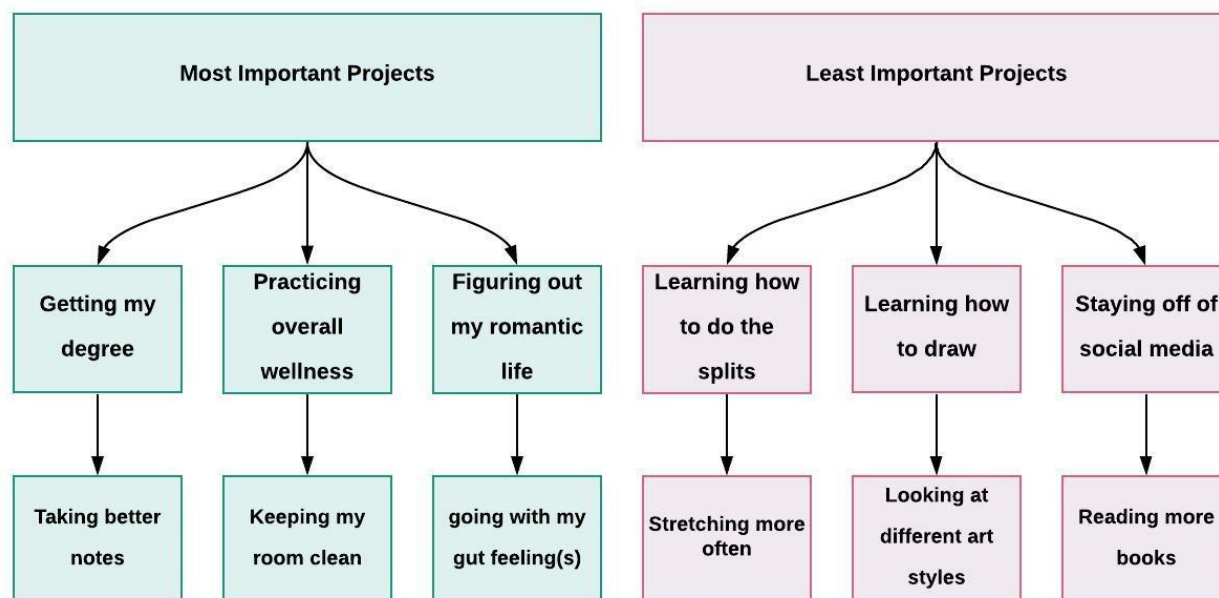 Most Important Projects
Least Important Projects
Getting my
degree
Practicing
overall
wellness
Figuring out
my romantic
life
Learning how
to do the
splits
Learning how
to draw
Staying off of
social media
Taking better
notes
Keeping my
room clean
going with my
gut feeling(s)
Stretching more
often
Looking at
different art
styles
Reading more
books